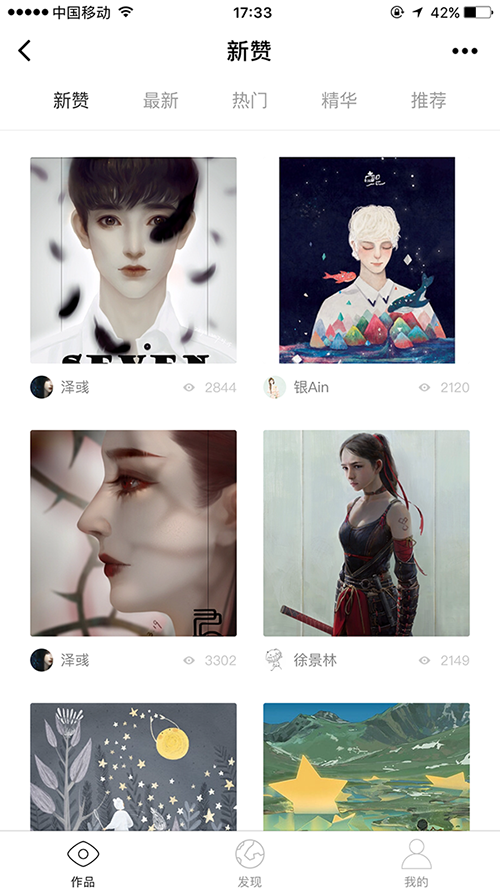 中国移动 17:33 42%
新赞
新赞 最新 热门 精华 推荐
SEVEN
泽彧 2844
银Ain 2120
泽彧 3302
徐景林 2149
作品 发现 我的